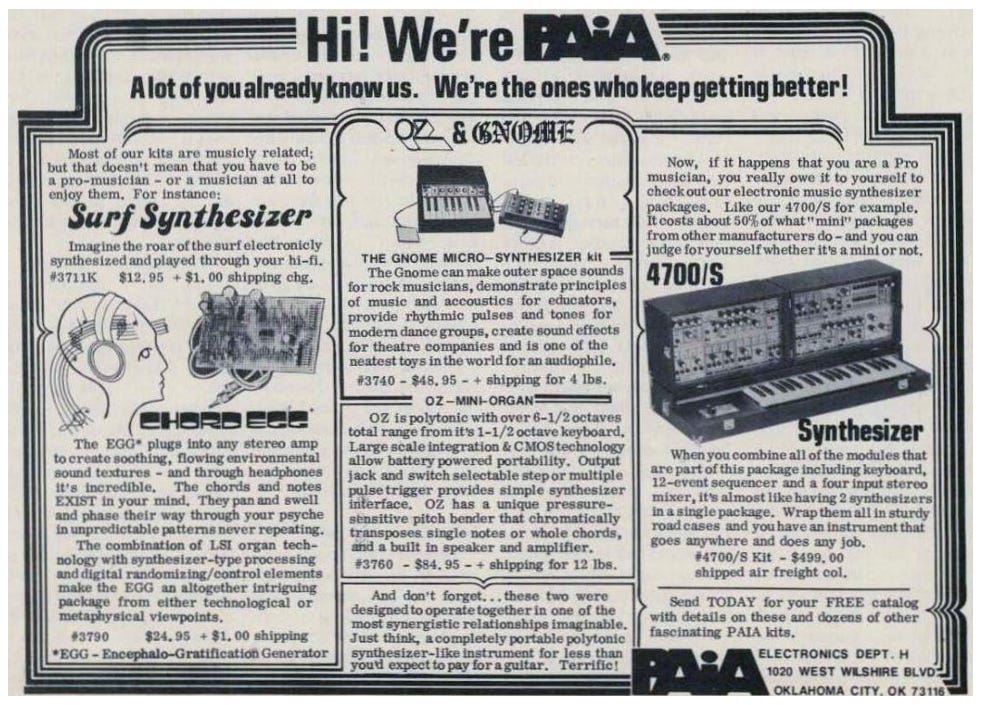 Hi! We're PAiA®
A lot of you already know us. We're the ones who keep getting better!
Most of our kits are musicly related;
but that doesn't mean that you have to be
a pro-musician - or a musician at all to
enjoy them. For instance:
Surf Synthesizer
Imagine the roar of the surf electronicly
synthesized and played through your hi-fi.
#3711K $12.95 + $1.00 shipping chg.
CHORD EGG*
The EGG* plugs into any stereo amp
to create soothing, flowing environmental
sound textures - and through headphones
it's incredible. The chords and notes
EXIST in your mind. They pan and swell
and phase their way through your psyche
in unpredictable patterns never repeating.
The combination of LSI organ tech-
nology with synthesizer-type processing
and digital randomizing/control elements
make the EGG an altogether intriguing
package from either technological or
metaphysical viewpoints.
#3790 $24.95 + $1.00 shipping
*EGG - Encephalo-Gratification Generator
OZ & GNOME
THE GNOME MICRO-SYNTHESIZER kit
The Gnome can make outer space sounds
for rock musicians, demonstrate principles
of music and accoustics for educators,
provide rhythmic pulses and tones for
modern dance groups, create sound effects
for theatre companies and is one of the
neatest toys in the world for an audiophile.
#3740 - $48.95 - + shipping for 4 lbs.
OZ-MINI-ORGAN
OZ is polytonic with over 6-1/2 octaves
total range from it's 1-1/2 octave keyboard.
Large scale integration & CMOS technology
allow battery powered portability. Output
jack and switch selectable step or multiple
pulse trigger provides simple synthesizer
interface. OZ has a unique pressure-
sensitive pitch bender that chromatically
transposes single notes or whole chords,
and a built in speaker and amplifier.
#3760 - $84.95 - + shipping for 12 lbs.
And don't forget...these two were
designed to operate together in one of the
most synergistic relationships imaginable.
Just think, a completely portable polytonic
synthesizer-like instrument for less than
you'd expect to pay for a guitar. Terrific!
Now, if it happens that you are a Pro
musician, you really owe it to yourself to
check out our electronic music synthesizer
packages. Like our 4700/S for example.
It costs about 50% of what "mini" packages
from other manufacturers do - and you can
judge for yourself whether it's a mini or not.
4700/S
Synthesizer
When you combine all of the modules that
are part of this package including keyboard,
12-event sequencer and a four input stereo
mixer, it's almost like having 2 synthesizers
in a single package. Wrap them all in sturdy
road cases and you have an instrument that
goes anywhere and does any job.
#4700/S Kit - $499.00
shipped air freight col.
Send TODAY for your FREE catalog
with details on these and dozens of other
fascinating PAIA kits.
PAiA ELECTRONICS DEPT. H
1020 WEST WILSHIRE BLVD.
OKLAHOMA CITY, OK 73116